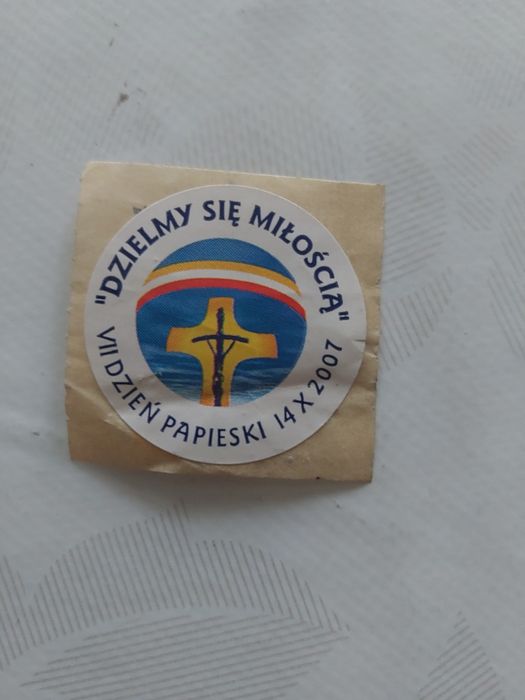 "DZIELMY SIĘ MIŁOŚCIĄ"
VII DZIEŃ PAPIESKI 14 X 2007